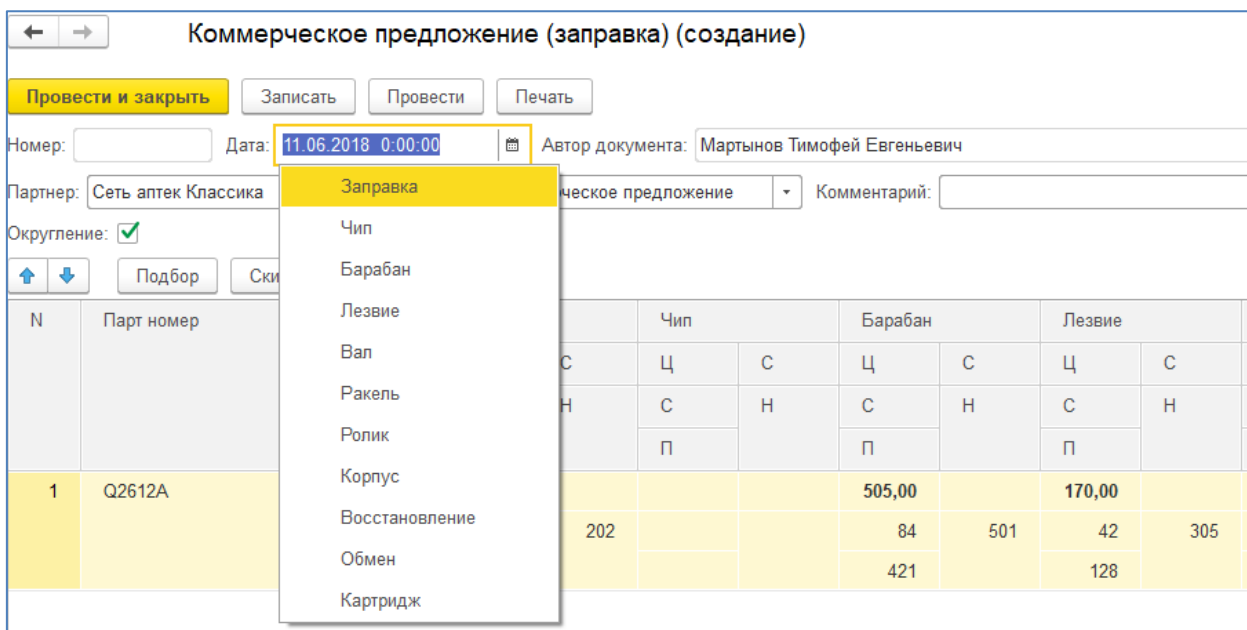 Коммерческое предложение (заправка) (создание)
Провести и закрыть Записать Провести Печать
Номер: Дата: 11.06.2018 0:00:00 Автор документа: Мартынов Тимофей Евгеньевич
Партнер: Сеть аптек Классика предложение Комментарий:
Округление:
Подбор
Заправка
Чип
Барабан
Лезвие
Вал
Ракель
Ролик
Корпус
Восстановление
Обмен
Картридж
N Парт номер Чип Барабан Лезвие
С Ц С Ц С Ц С
Н С Н С Н С Н
П П П
1 Q2612A 505,00 170,00
202 84 501 42 305
421 128